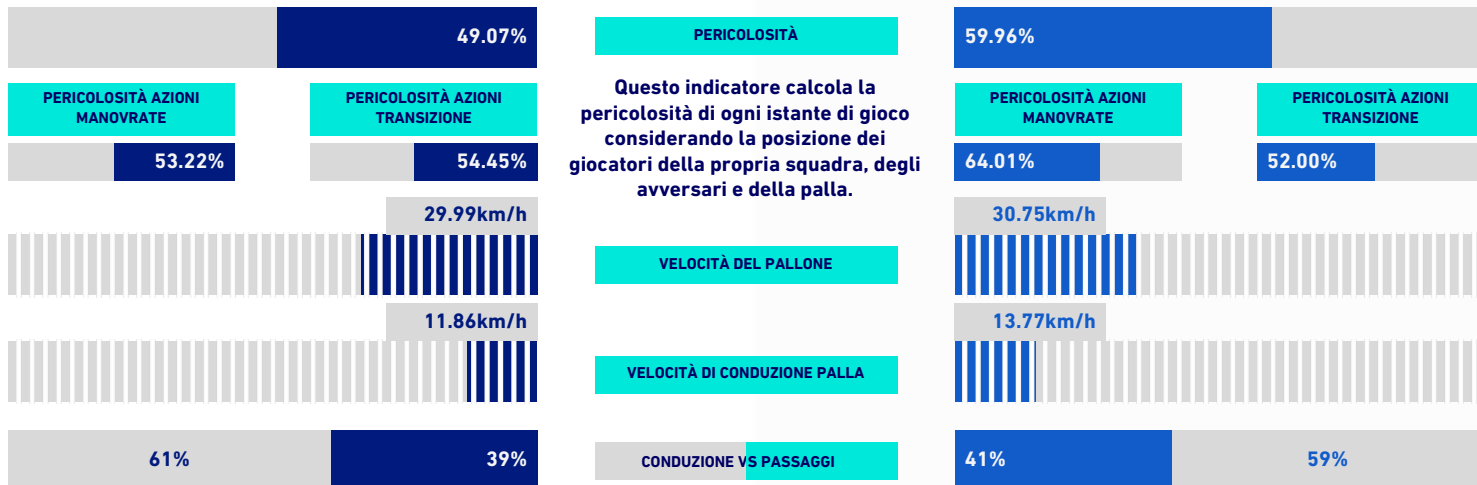 49.07%
PERICOLOSITÀ
59.96%
PERICOLOSITÀ AZIONI
MANOVRATE
PERICOLOSITÀ AZIONI
TRANSIZIONE
53.22%
54.45%
Questo indicatore calcola la
pericolosità di ogni istante di gioco
considerando la posizione dei
giocatori della propria squadra, degli
avversari e della palla.
PERICOLOSITÀ AZIONI
MANOVRATE
PERICOLOSITÀ AZIONI
TRANSIZIONE
64.01%
52.00%
29.99km/h
VELOCITÀ DEL PALLONE
30.75km/h
11.86km/h
VELOCITÀ DI CONDUZIONE PALLA
13.77km/h
61%
39%
CONDUZIONE VS PASSAGGI
41%
59%